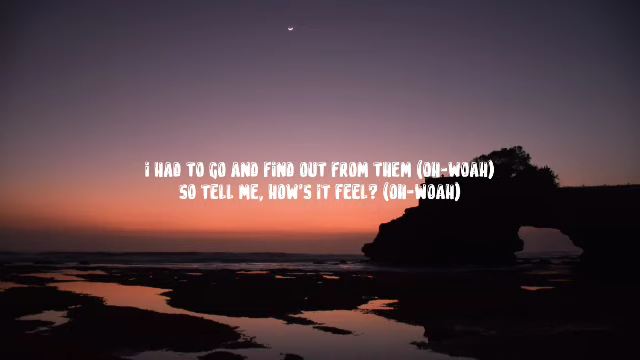 I HAD TO GO AND FIND OUT FROM THEM (OH-WOAH)
SO TELL ME, HOW'S IT FEEL? (OH-WOAH)